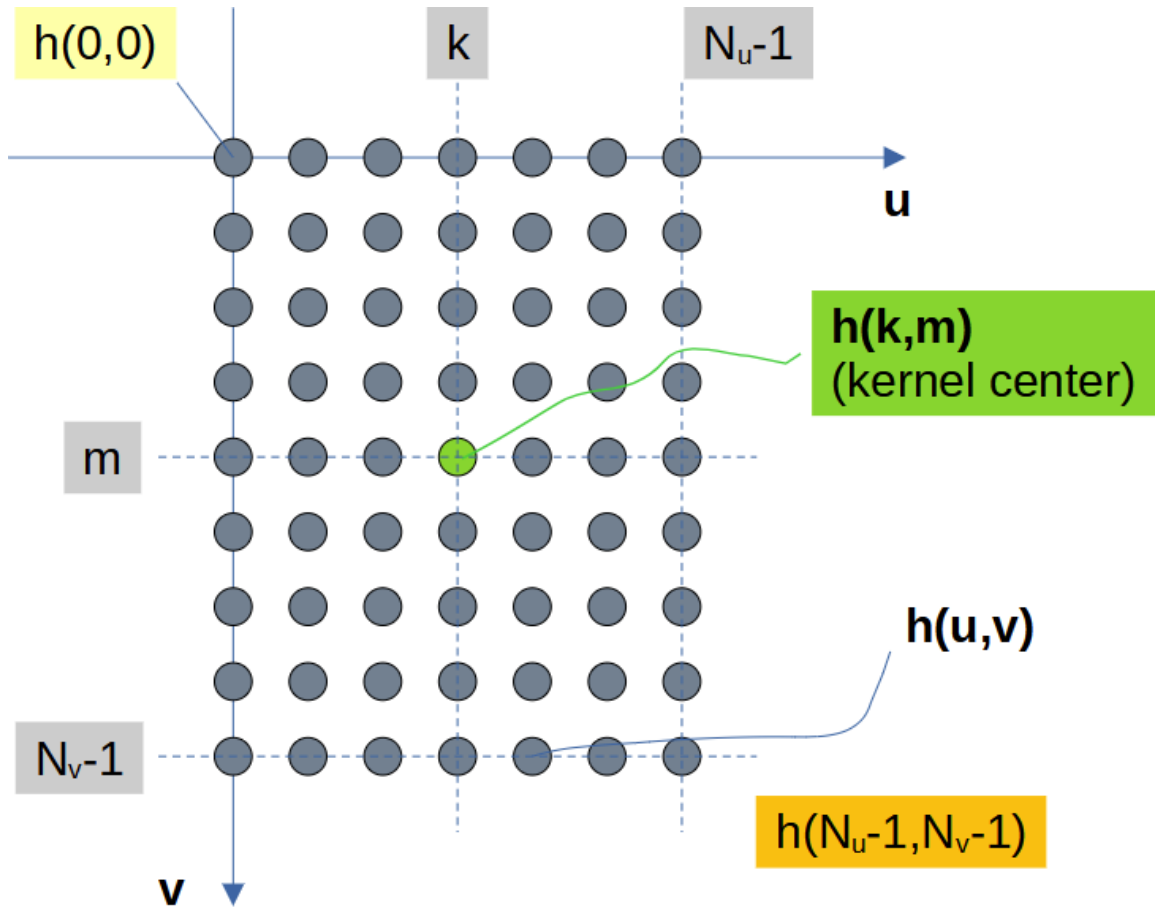 h(0,0)
k
Nᵤ-1
u
h(k,m)
(kernel center)
m
h(u,v)
Nᵥ-1
h(Nᵤ-1,Nᵥ-1)
v